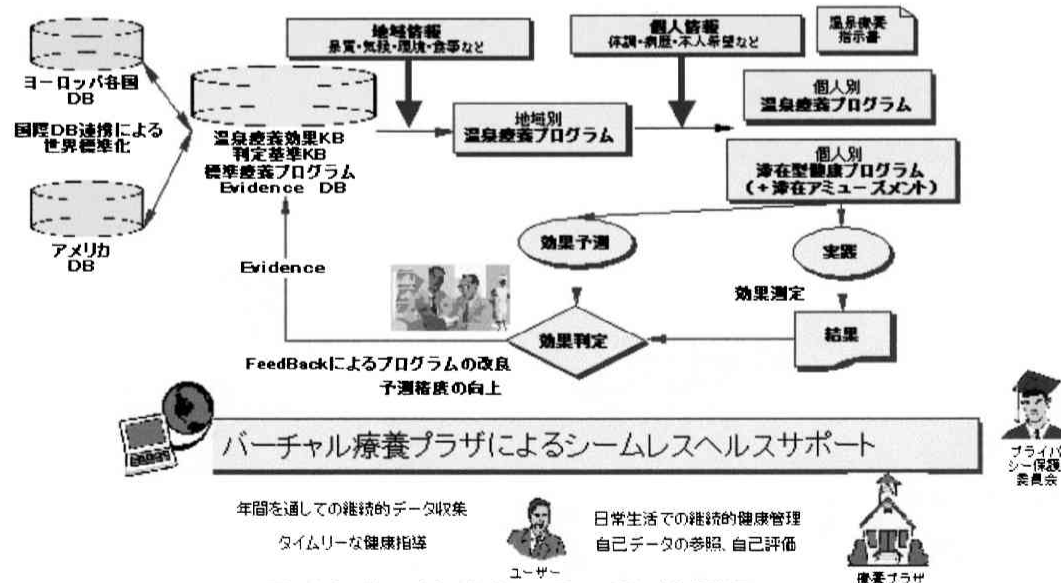 ヨーロッパ各国
DB
国際DB連携による
世界標準化
アメリカ
DB
温泉療養効果KB
判定基準KB
標準療養プログラム
Evidence DB
地域情報
泉質・気候・環境・食事など
個人情報
体調・病歴・本人希望など
温泉療養
指示書
地域別
温泉療養プログラム
個人別
温泉療養プログラム
個人別
滞在型健康プログラム
(+滞在アミューズメント)
効果予測
実践
効果測定
Evidence
効果判定
結果
FeedBackによるプログラムの改良
予測精度の向上
バーチャル療養プラザによるシームレスヘルスサポート
プライバ
シー保護
委員会
年間を通しての継続的データ収集
タイムリーな健康指導
ユーザー
日常生活での継続的健康管理
自己データの参照、自己評価
療養プラザ